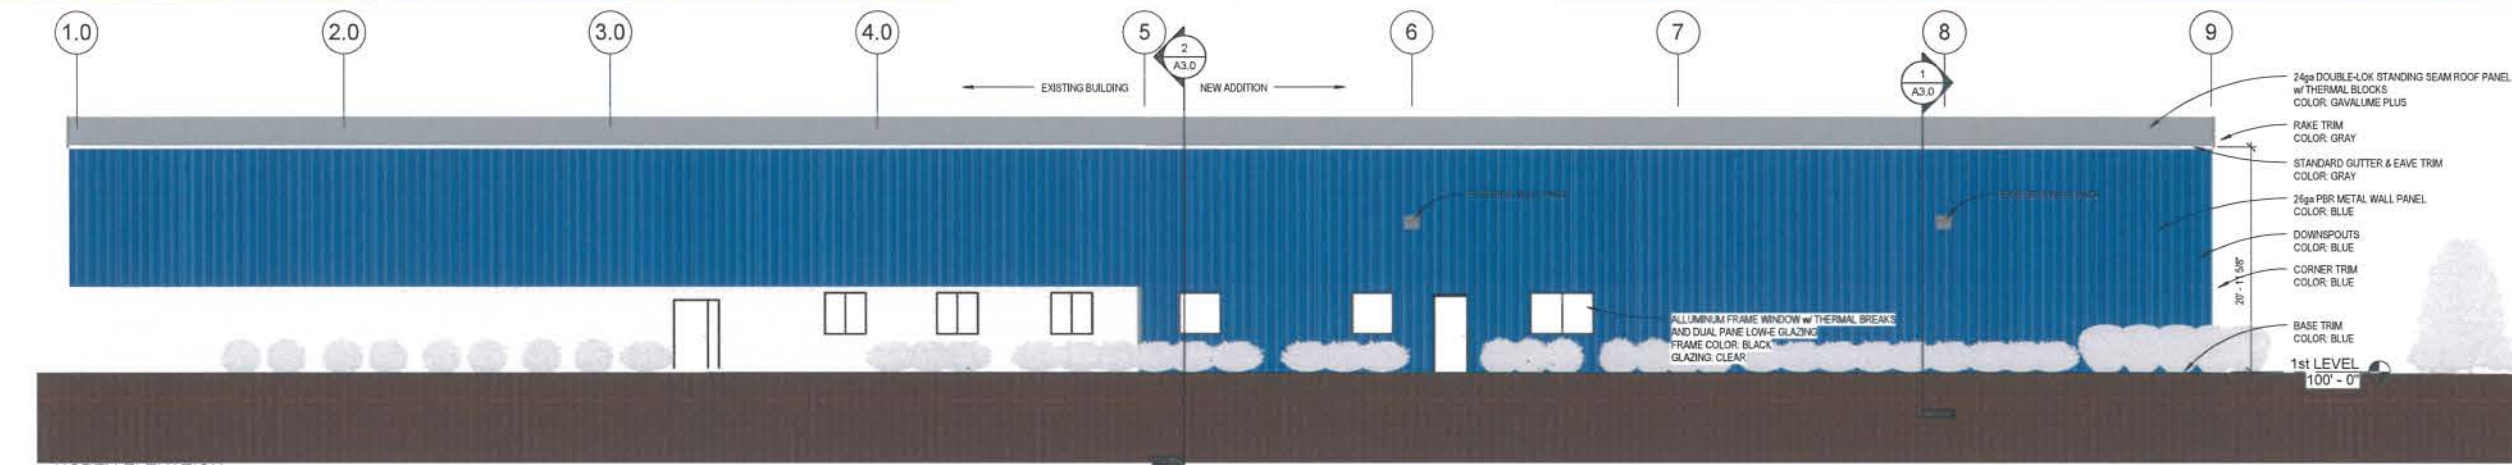 1.0
2.0
3.0
4.0
5
6
7
8
9
2
A3.0
1
A3.0
EXISTING BUILDING
NEW ADDITION
24ga DOUBLE-LOK STANDING SEAM ROOF PANEL
w/ THERMAL BLOCKS
COLOR: GAVALUME PLUS
RAKE TRIM
COLOR: GRAY
STANDARD GUTTER & EAVE TRIM
COLOR: GRAY
26ga PBR METAL WALL PANEL
COLOR: BLUE
DOWNSPOUTS
COLOR: BLUE
CORNER TRIM
COLOR: BLUE
20' - 1 5/8"
BASE TRIM
COLOR: BLUE
1st LEVEL
100' - 0"
ALLUMINUM FRAME WINDOW w/ THERMAL BREAKS
AND DUAL PANE LOW-E GLAZING
FRAME COLOR: BLACK
GLAZING: CLEAR